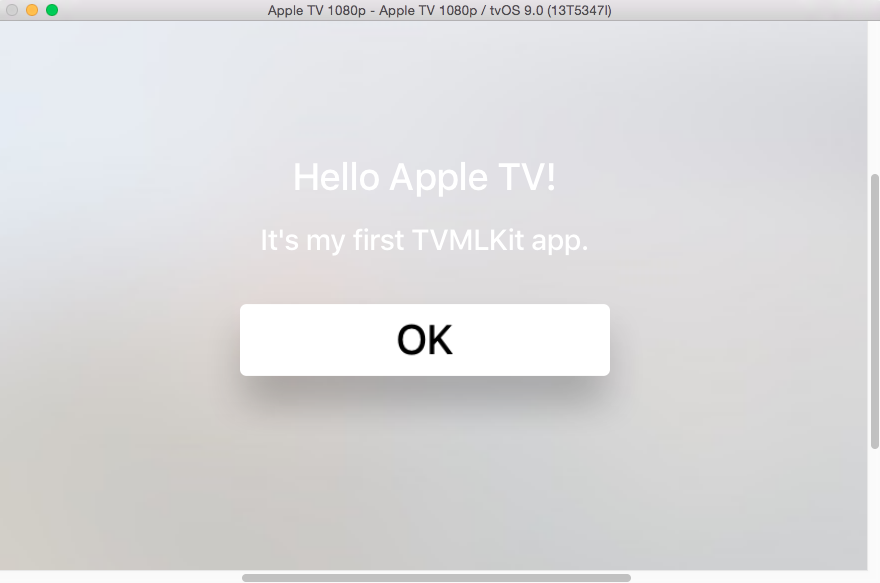 Apple TV 1080p - Apple TV 1080p / tvOS 9.0 (13T5347l)
Hello Apple TV!
It's my first TVMLKit app.
OK